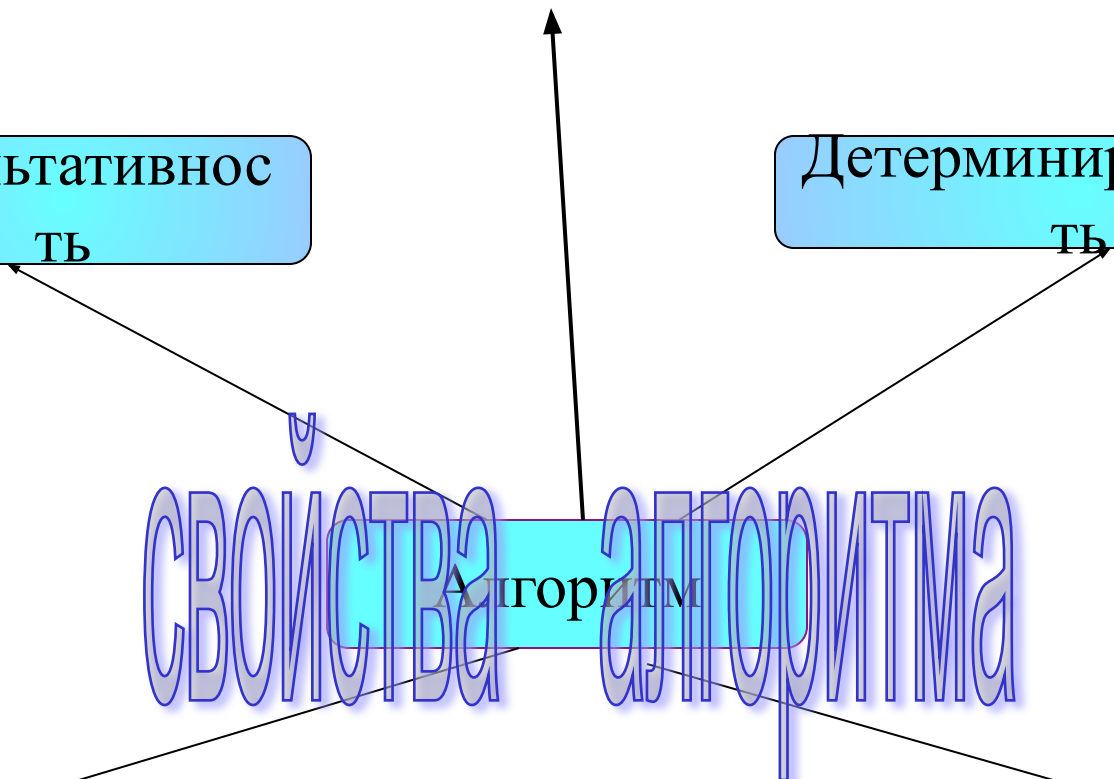 льтативнос
ть
Детерминир
ть
свойства алгоритма
Алгоритм